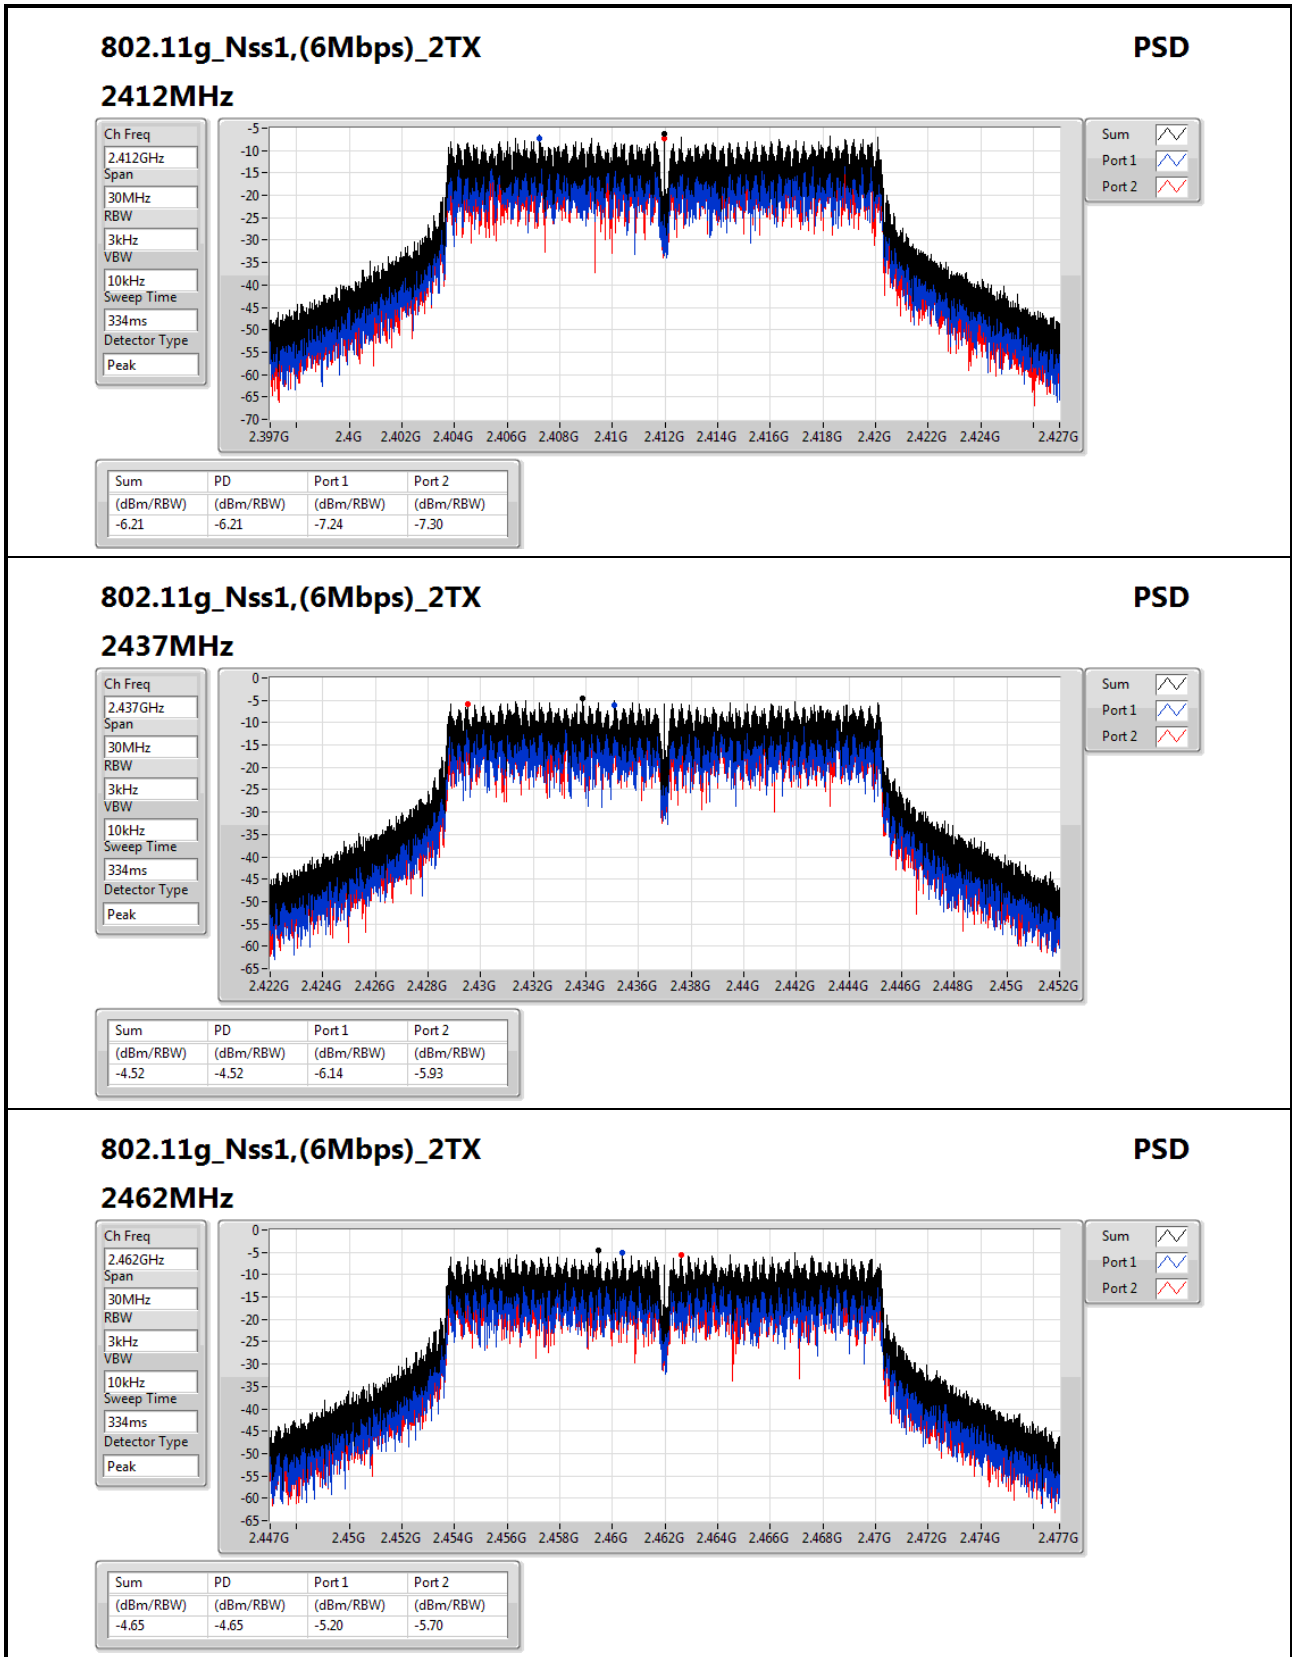 802.11g_Nss1,(6Mbps)_2TX PSD
2412MHz
Ch Freq
2.412GHz
Span
30MHz
RBW
3kHz
VBW
10kHz
Sweep Time
334ms
Detector Type
Peak
-5
-10
-15
-20
-25
-30
-35
-40
-45
-50
-55
-60
-65
-70
2.397G 2.4G 2.402G 2.404G 2.406G 2.408G 2.41G 2.412G 2.414G 2.416G 2.418G 2.42G 2.422G 2.424G 2.427G
Sum
Port 1
Port 2
Sum PD Port 1 Port 2
(dBm/RBW) (dBm/RBW) (dBm/RBW) (dBm/RBW)
-6.21 -6.21 -7.24 -7.30
802.11g_Nss1,(6Mbps)_2TX PSD
2437MHz
Ch Freq
2.437GHz
Span
30MHz
RBW
3kHz
VBW
10kHz
Sweep Time
334ms
Detector Type
Peak
0
-5
-10
-15
-20
-25
-30
-35
-40
-45
-50
-55
-60
-65
2.422G 2.424G 2.426G 2.428G 2.43G 2.432G 2.434G 2.436G 2.438G 2.44G 2.442G 2.444G 2.446G 2.448G 2.45G 2.452G
Sum
Port 1
Port 2
Sum PD Port 1 Port 2
(dBm/RBW) (dBm/RBW) (dBm/RBW) (dBm/RBW)
-4.52 -4.52 -6.14 -5.93
802.11g_Nss1,(6Mbps)_2TX PSD
2462MHz
Ch Freq
2.462GHz
Span
30MHz
RBW
3kHz
VBW
10kHz
Sweep Time
334ms
Detector Type
Peak
0
-5
-10
-15
-20
-25
-30
-35
-40
-45
-50
-55
-60
-65
2.447G 2.45G 2.452G 2.454G 2.456G 2.458G 2.46G 2.462G 2.464G 2.466G 2.468G 2.47G 2.472G 2.474G 2.477G
Sum
Port 1
Port 2
Sum PD Port 1 Port 2
(dBm/RBW) (dBm/RBW) (dBm/RBW) (dBm/RBW)
-4.65 -4.65 -5.20 -5.70